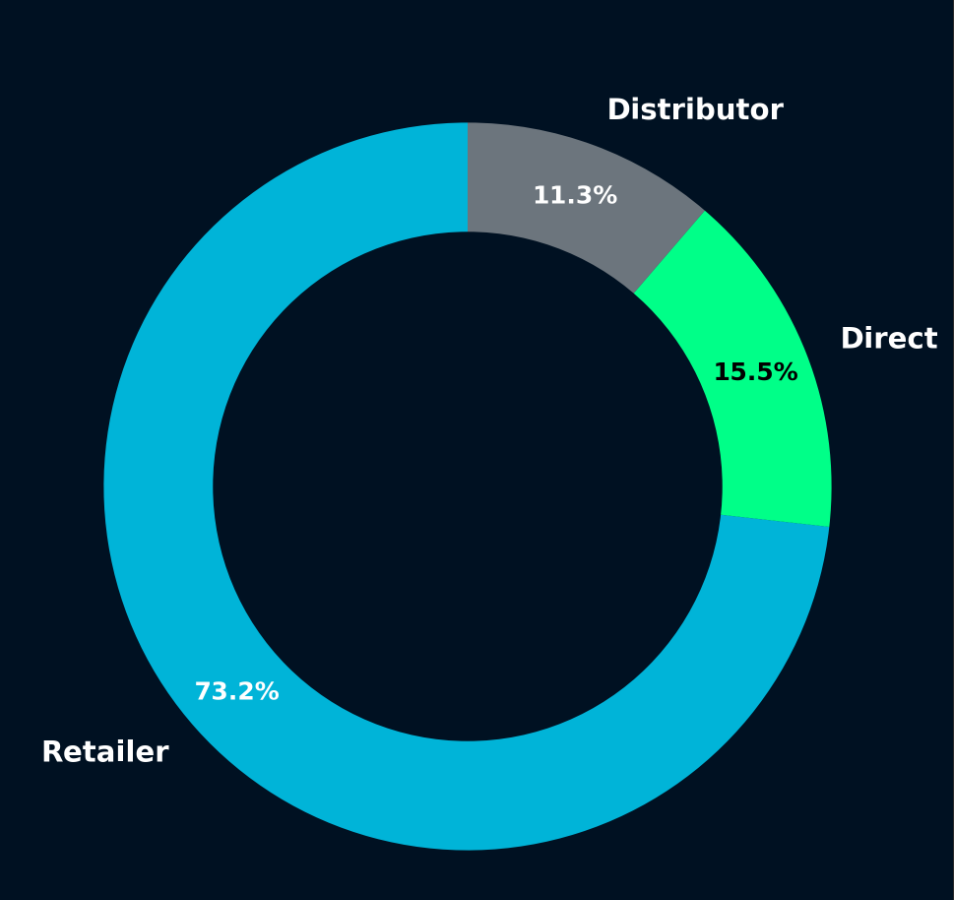 Distributor
11.3%
Direct
15.5%
73.2%
Retailer